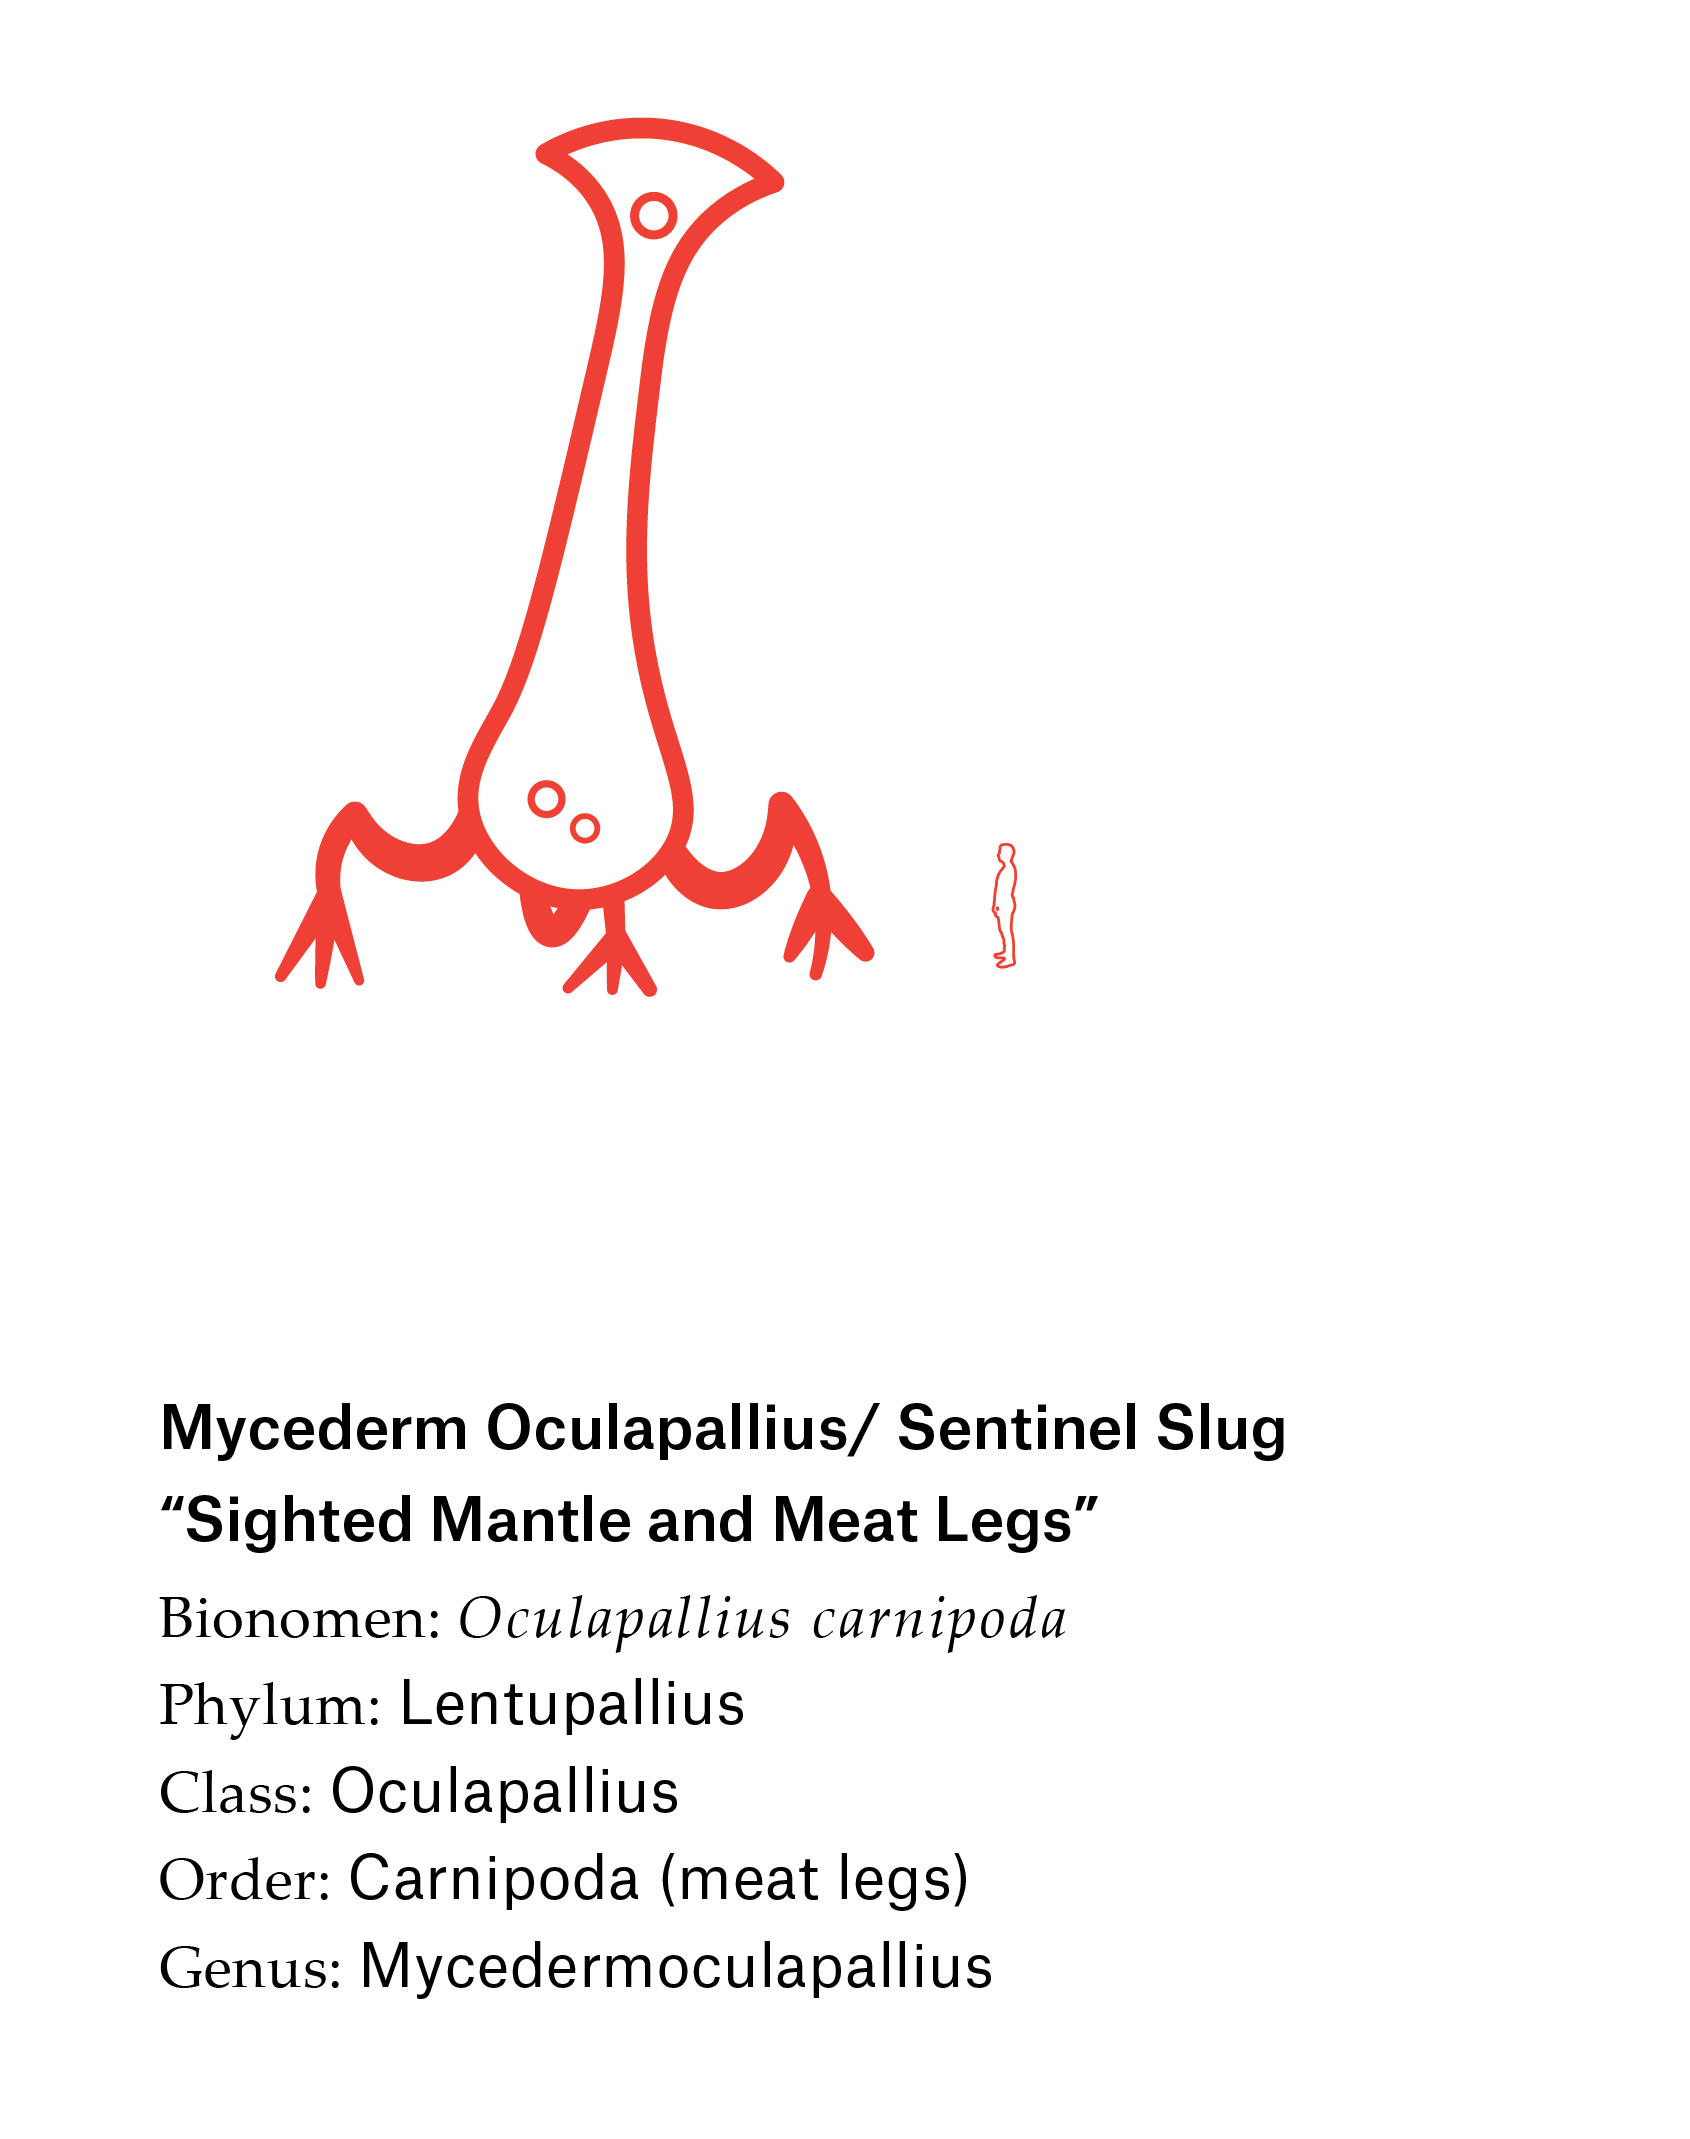 Mycederm Oculapallius/ Sentinel Slug
“Sighted Mantle and Meat Legs”
Bionomen: Oculapallius carnipoda
Phylum: Lentupallius
Class: Oculapallius
Order: Carnipoda (meat legs)
Genus: Mycedermoculapallius